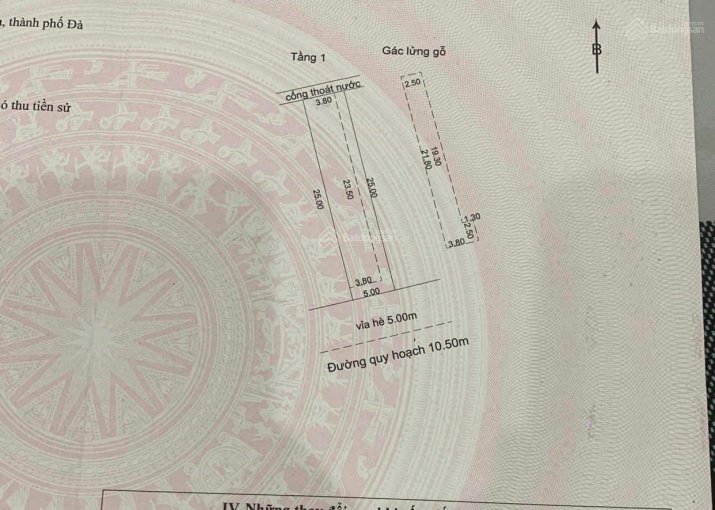 , thành phố Đà
ó thu tiền sử
Tầng 1
Gác lửng gỗ
B
Batdongsan
cống thoát nước
3.80
2.50
25.00
23.50
25.00
21.80
19.30
1.30
2.50
3.80
Batdongsan
3.80
5.00
vỉa hè 5.00m
Đường quy hoạch 10.50m
IV. Những thay đổi